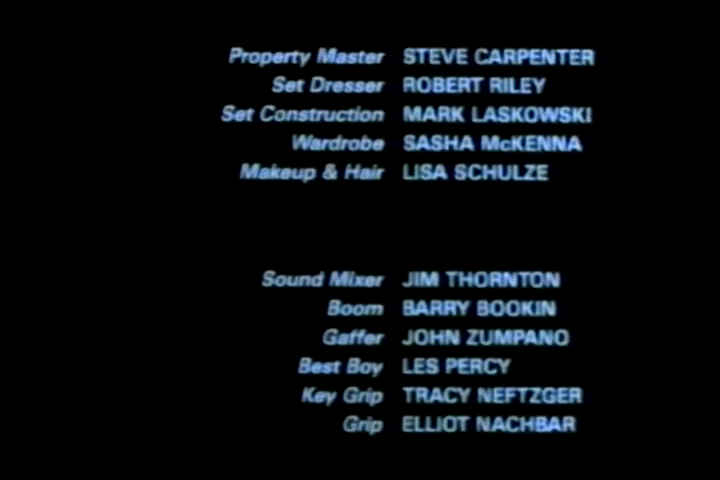 Property Master STEVE CARPENTER
Set Dresser ROBERT RILEY
Set Construction MARK LASKOWSKI
Wardrobe SASHA McKENNA
Makeup & Hair LISA SCHULZE
Sound Mixer JIM THORNTON
Boom BARRY BOOKIN
Gaffer JOHN ZUMPANO
Best Boy LES PERCY
Key Grip TRACY NEFTZGER
Grip ELLIOT NACHBAR